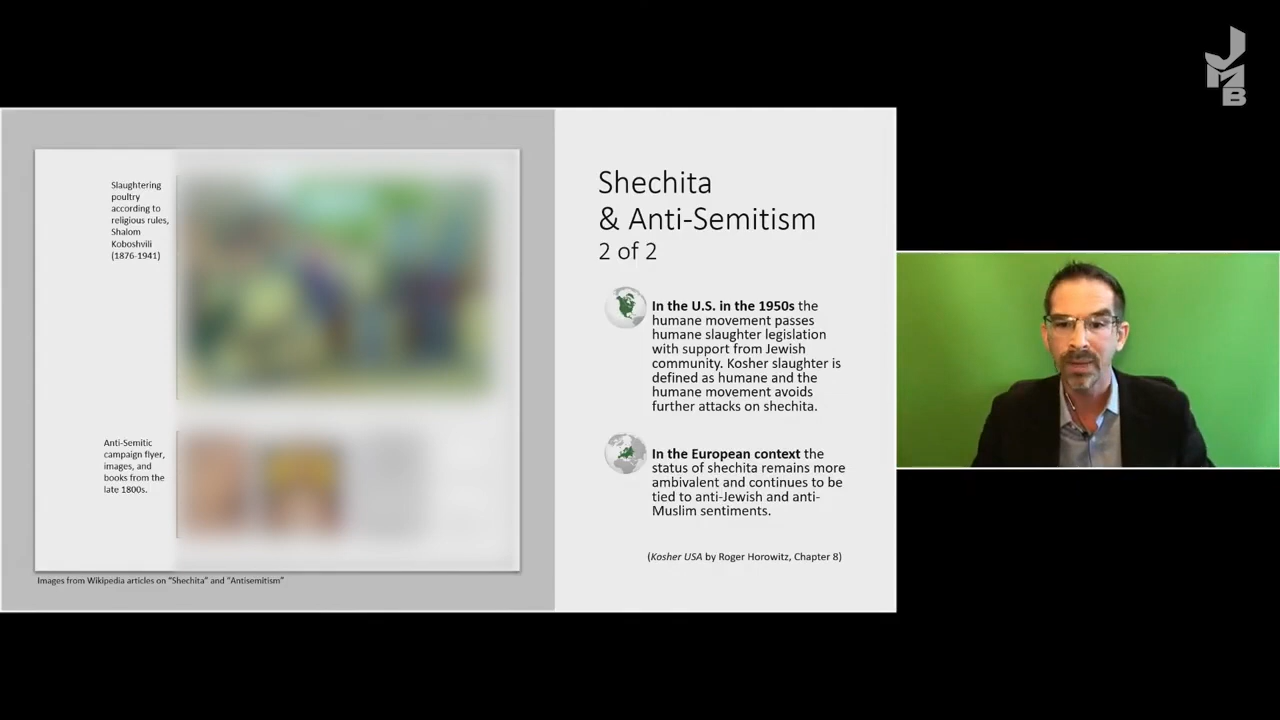 JMB
Slaughtering
poultry
according to
religious rules,
Shalom
Koboshvili
(1876-1941)
Anti-Semitic
campaign flyer,
images, and
books from the
late 1800s.
Images from Wikipedia articles on “Shechita” and “Antisemitism”
Shechita
& Anti-Semitism
2 of 2
In the U.S. in the 1950s the
humane movement passes
humane slaughter legislation
with support from Jewish
community. Kosher slaughter is
defined as humane and the
humane movement avoids
further attacks on shechita.
In the European context the
status of shechita remains more
ambivalent and continues to be
tied to anti-Jewish and anti-
Muslim sentiments.
(Kosher USA by Roger Horowitz, Chapter 8)